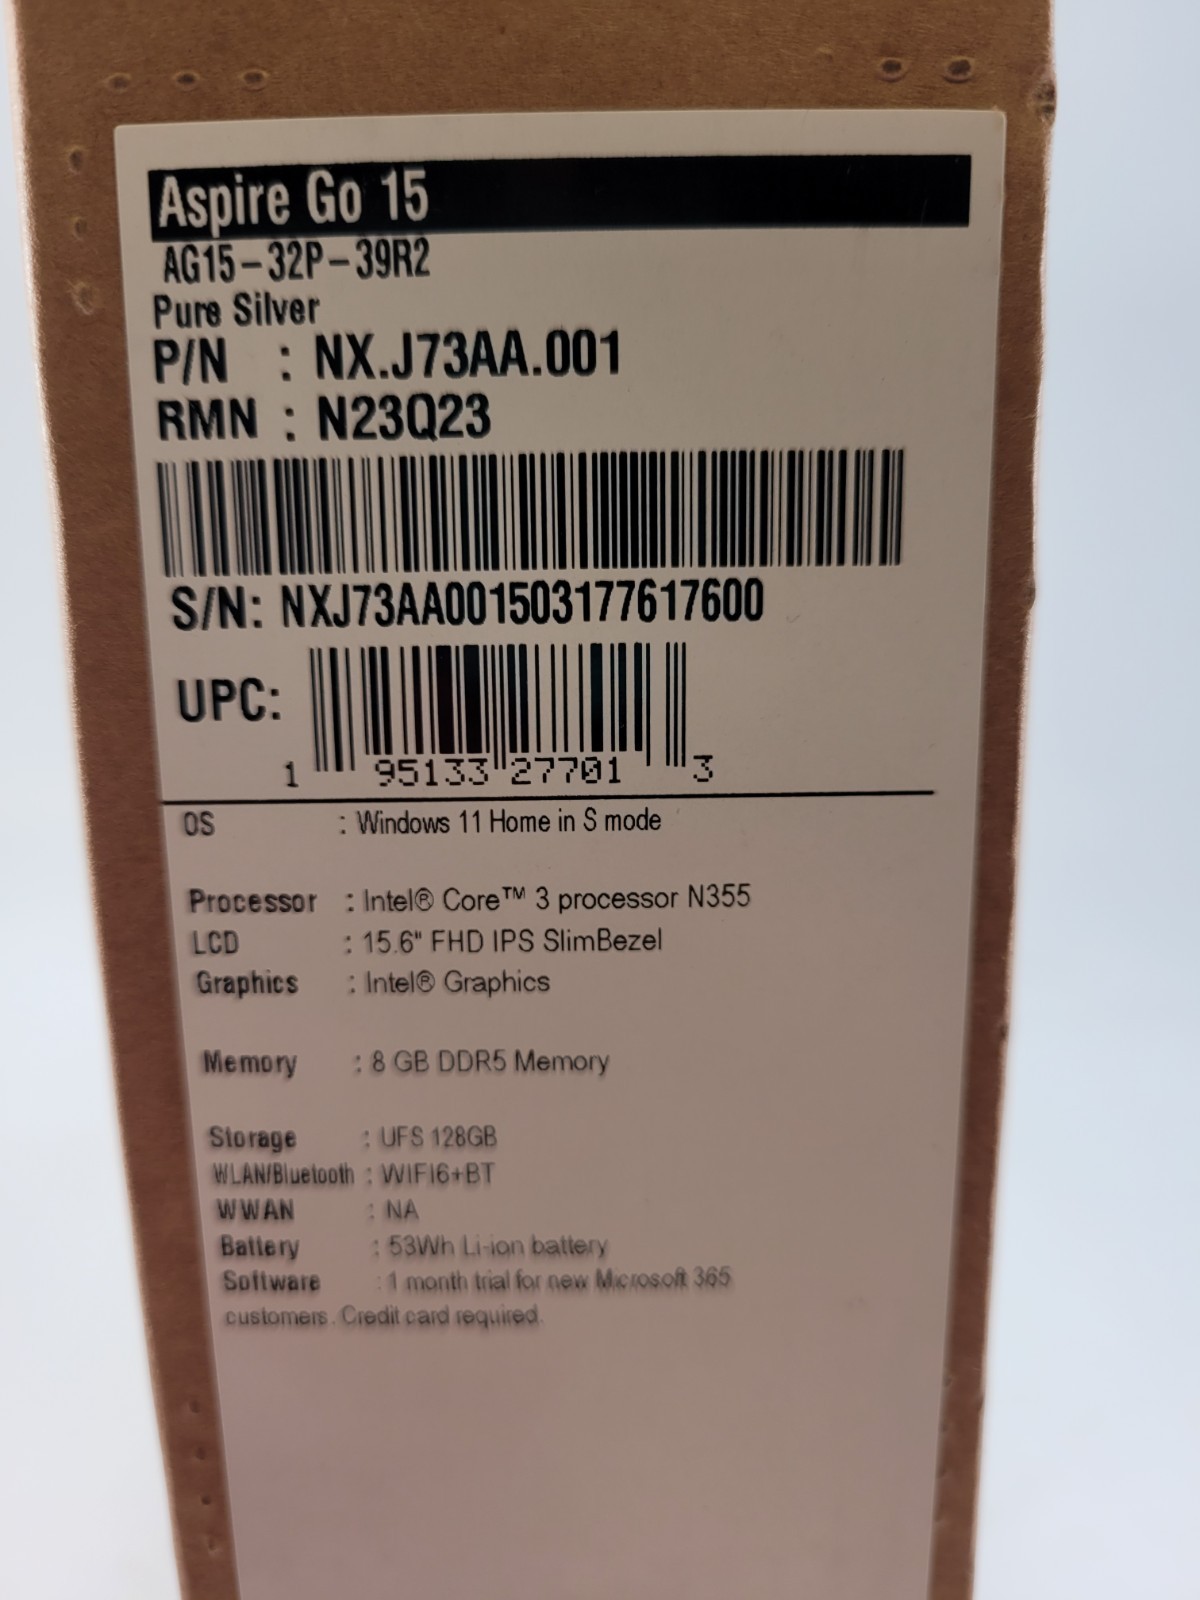 Aspire Go 15
AG15-32P-39R2
Pure Silver
P/N : NX.J73AA.001
RMN : N23Q23
S/N: NXJ73AA001503177617600
UPC:
1 95133 27701 3
OS : Windows 11 Home in S mode
Processor : Intel® Core™ 3 processor N355
LCD : 15.6" FHD IPS SlimBezel
Graphics : Intel® Graphics
Memory : 8 GB DDR5 Memory
Storage : UFS 128GB
WLAN/Bluetooth : WIFI6+BT
WWAN : NA
Battery : 53Wh Li-ion battery
Software : 1 month trial for new Microsoft 365
customers. Credit card required.